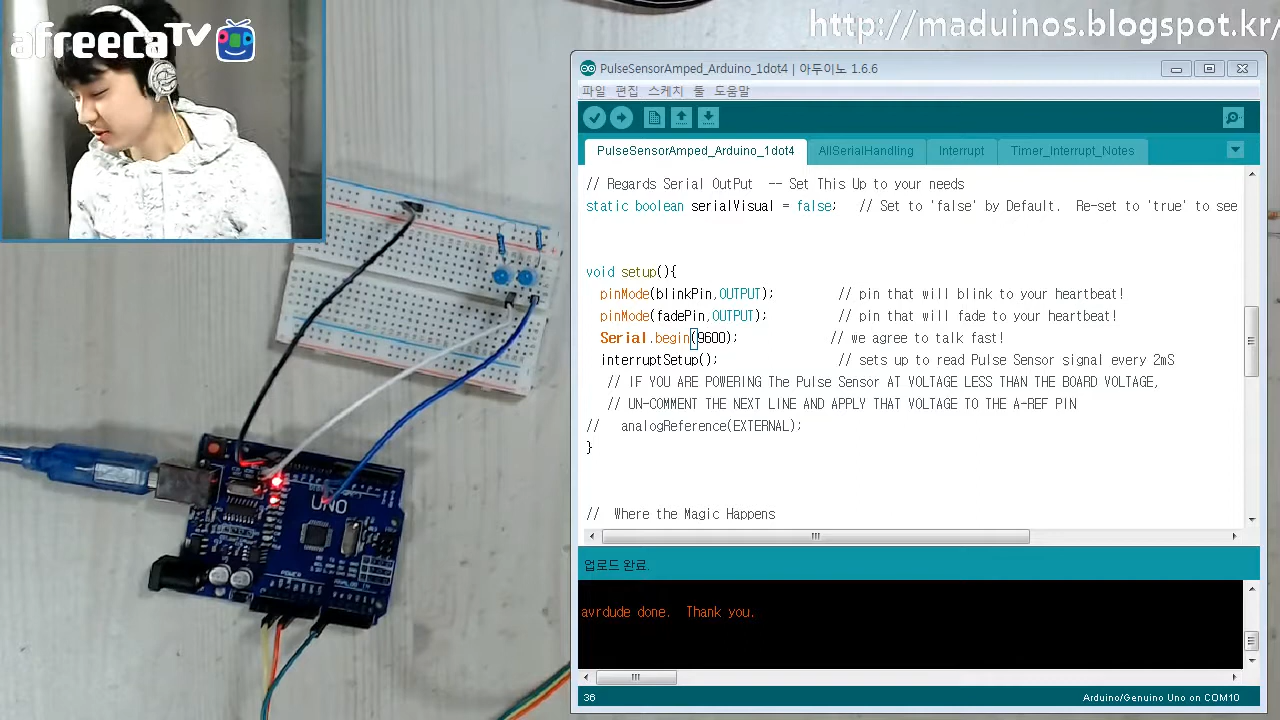 afreecaTV
http://maduinos.blogspot.kr/
PulseSensorAmped_Arduino_1dot4 | 아두이노 1.6.6
파일 편집 스케치 툴 도움말
PulseSensorAmped_Arduino_1dot4 AllSerialHandling Interrupt Timer_Interrupt_Notes
// Regards Serial OutPut -- Set This Up to your needs
static boolean serialVisual = false; // Set to 'false' by Default. Re-set to 'true' to see
void setup(){
pinMode(blinkPin,OUTPUT); // pin that will blink to your heartbeat!
pinMode(fadePin,OUTPUT); // pin that will fade to your heartbeat!
Serial.begin(9600); // we agree to talk fast!
interruptSetup(); // sets up to read Pulse Sensor signal every 2mS
// IF YOU ARE POWERING The Pulse Sensor AT VOLTAGE LESS THAN THE BOARD VOLTAGE,
// UN-COMMENT THE NEXT LINE AND APPLY THAT VOLTAGE TO THE A-REF PIN
// analogReference(EXTERNAL);
}
// Where the Magic Happens
업로드 완료.
avrdude done. Thank you.
36 Arduino/Genuino Uno on COM10
UNO
POWER